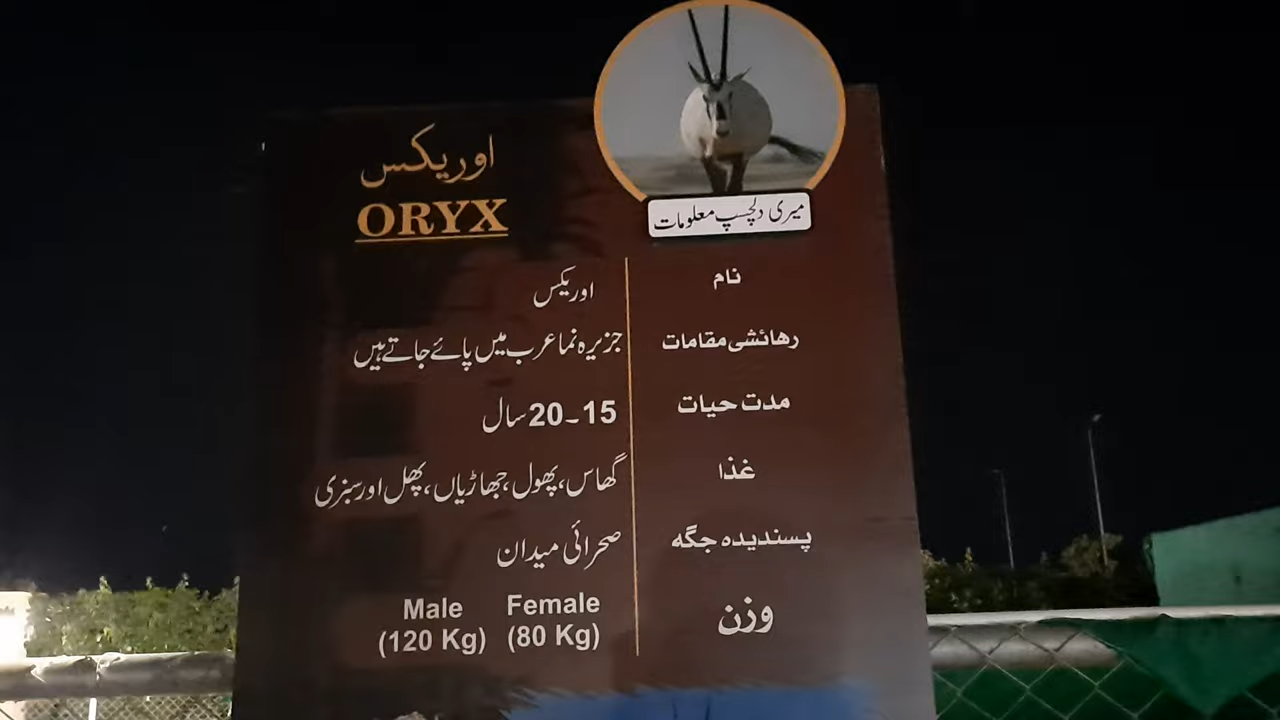 اوریکس
ORYX
میری دلچسپ معلومات
نام اوریکس
رھائشی مقامات جزیرہ نما عرب میں پائے جاتے ہیں
مدت حیات 15۔20 سال
غذا گھاس، پھول، جھاڑیاں، پھل اور سبزی
پسندیدہ جگہ صحرائی میدان
وزن Female Male
(80 Kg) (120 Kg)